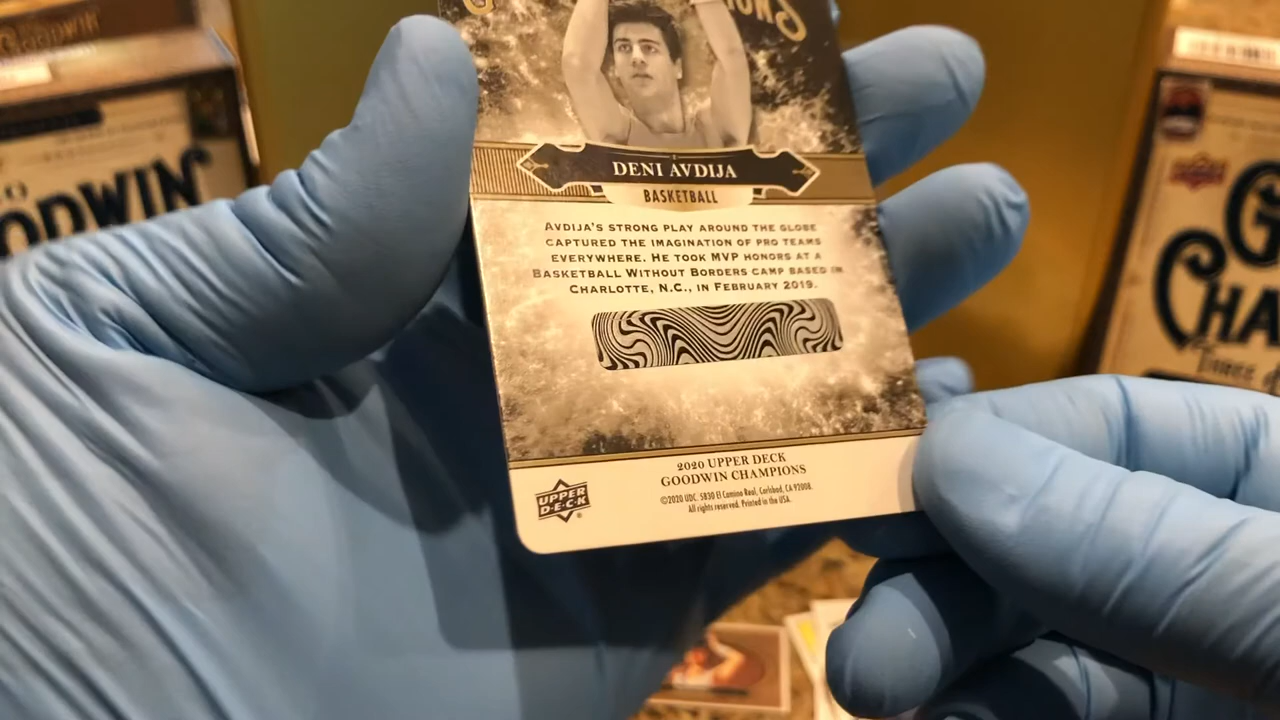 Goodwin
ODWIN
DENI AVDIJA
BASKETBALL
AVDIJA'S STRONG PLAY AROUND THE GLOBE
CAPTURED THE IMAGINATION OF PRO TEAMS
EVERYWHERE. HE TOOK MVP HONORS AT A
BASKETBALL WITHOUT BORDERS CAMP BASED IN
CHARLOTTE, N.C., IN FEBRUARY 2019.
2020 UPPER DECK
GOODWIN CHAMPIONS
©2020 UDC. 5830 El Camino Real, Carlsbad, CA 92008.
All rights reserved. Printed in the USA.
UPPER
D·E·C·K
G
CHA
Three